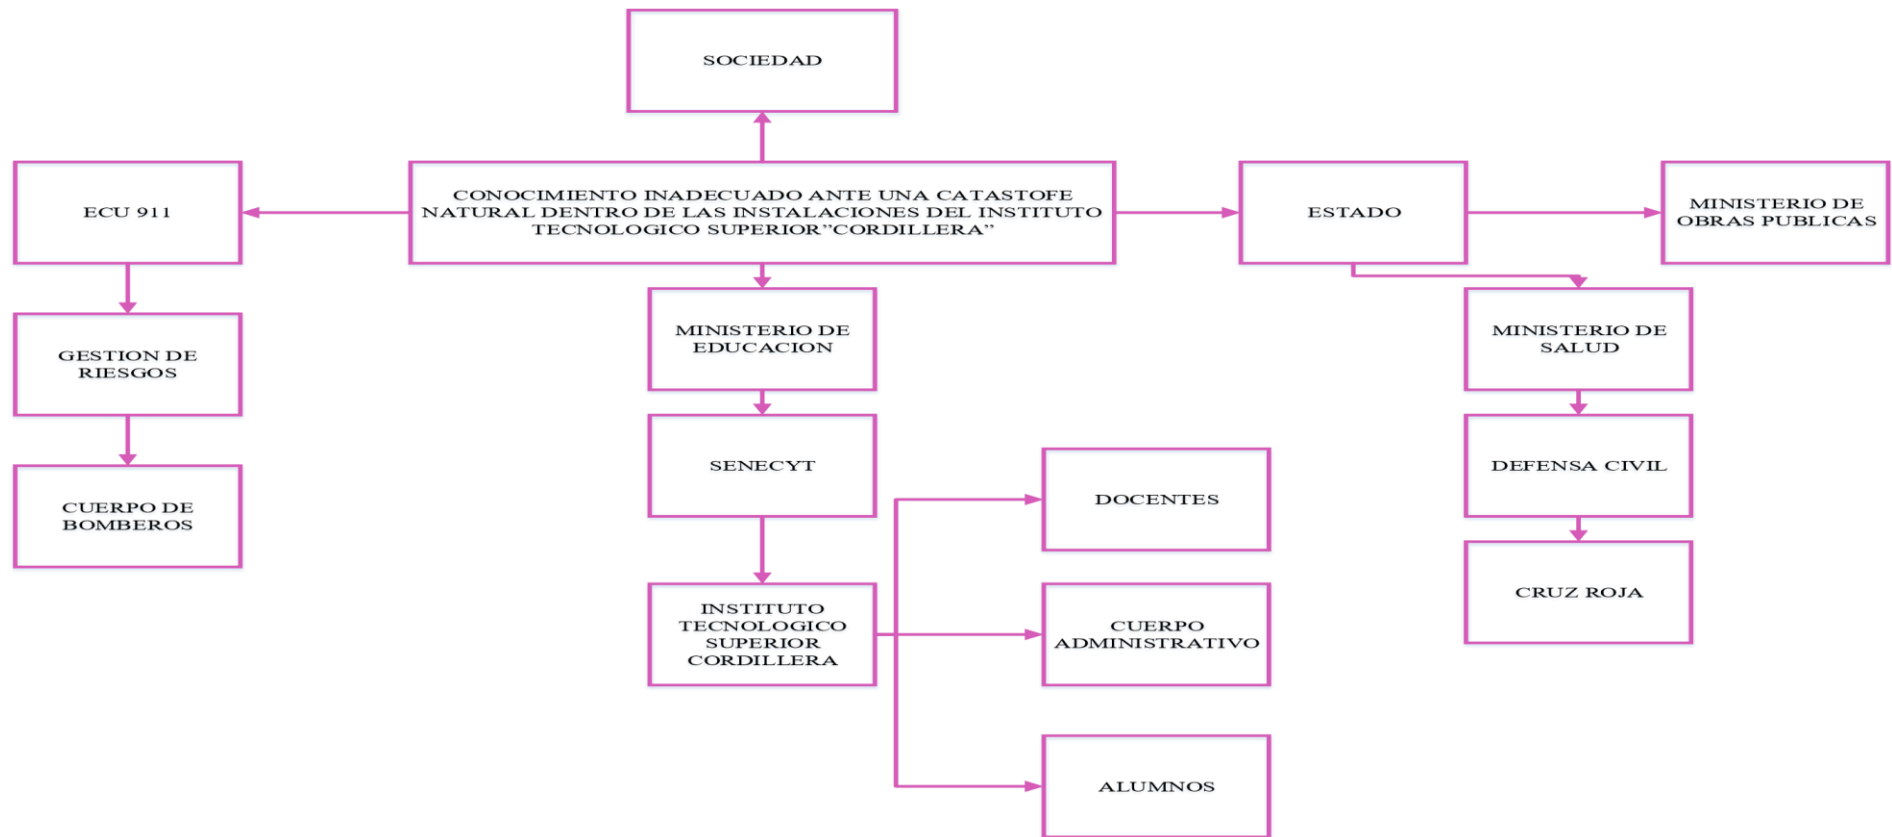 SOCIEDAD
ECU 911
CONOCIMIENTO INADECUADO ANTE UNA CATASTOFE
NATURAL DENTRO DE LAS INSTALACIONES DEL INSTITUTO
TECNOLOGICO SUPERIOR”CORDILLERA”
ESTADO
MINISTERIO DE
OBRAS PUBLICAS
GESTION DE
RIESGOS
MINISTERIO DE
EDUCACION
MINISTERIO DE
SALUD
CUERPO DE
BOMBEROS
SENECYT
DOCENTES
DEFENSA CIVIL
INSTITUTO
TECNOLOGICO
SUPERIOR
CORDILLERA
CUERPO
ADMINISTRATIVO
CRUZ ROJA
ALUMNOS